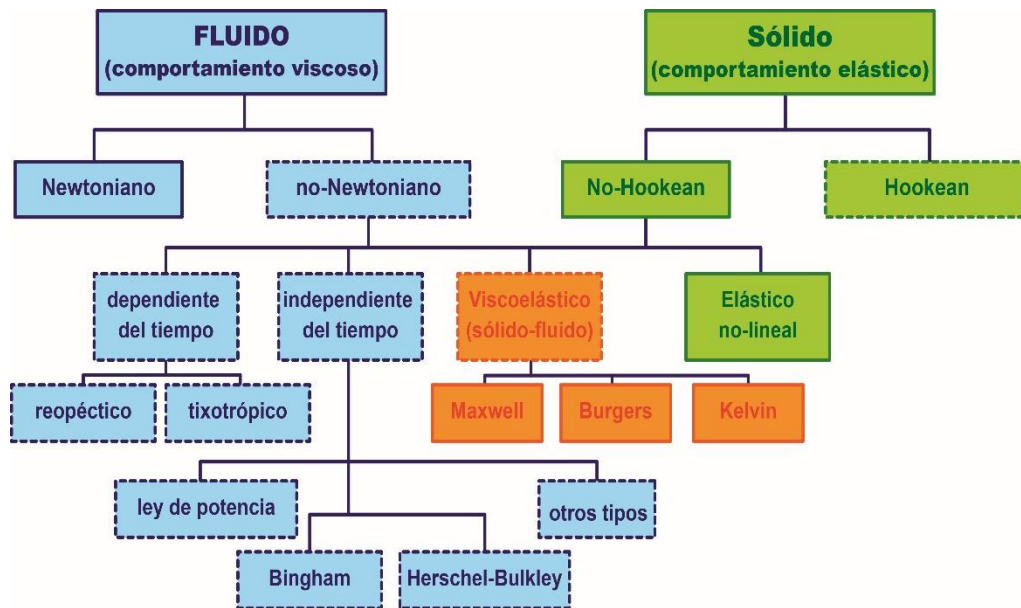 FLUIDO
(comportamiento viscoso)
Sólido
(comportamiento elástico)
Newtoniano
no-Newtoniano
No-Hookean
Hookean
dependiente
del tiempo
independiente
del tiempo
Viscoelástico
(sólido-fluido)
Elástico
no-lineal
reopéctico
tixotrópico
Maxwell
Burgers
Kelvin
ley de potencia
otros tipos
Bingham
Herschel-Bulkley